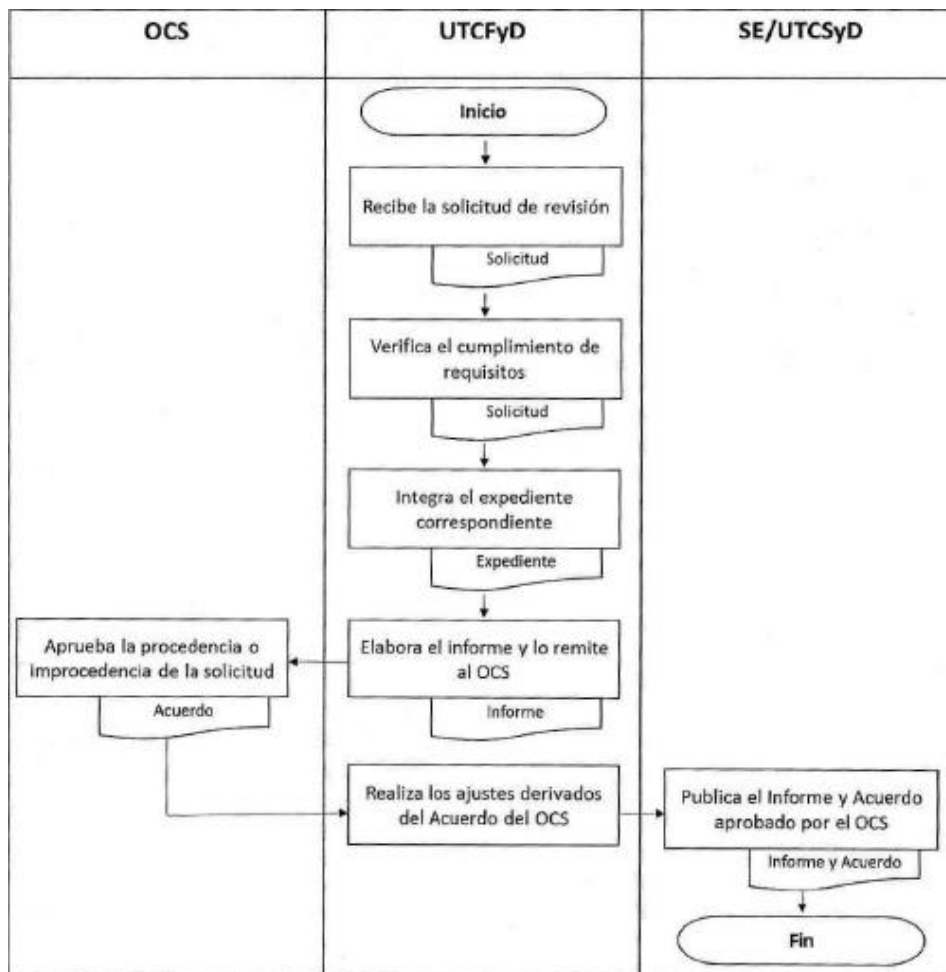 OCS
UTCFyD
SE/UTCSyD
Inicio
Recibe la solicitud de revisión
Solicitud
Verifica el cumplimiento de
requisitos
Solicitud
Integra el expediente
correspondiente
Expediente
Aprueba la procedencia o
improcedencia de la solicitud
Acuerdo
Elabora el informe y lo remite
al OCS
Informe
Realiza los ajustes derivados
del Acuerdo del OCS
Publica el Informe y Acuerdo
aprobado por el OCS
Informe y Acuerdo
Fin